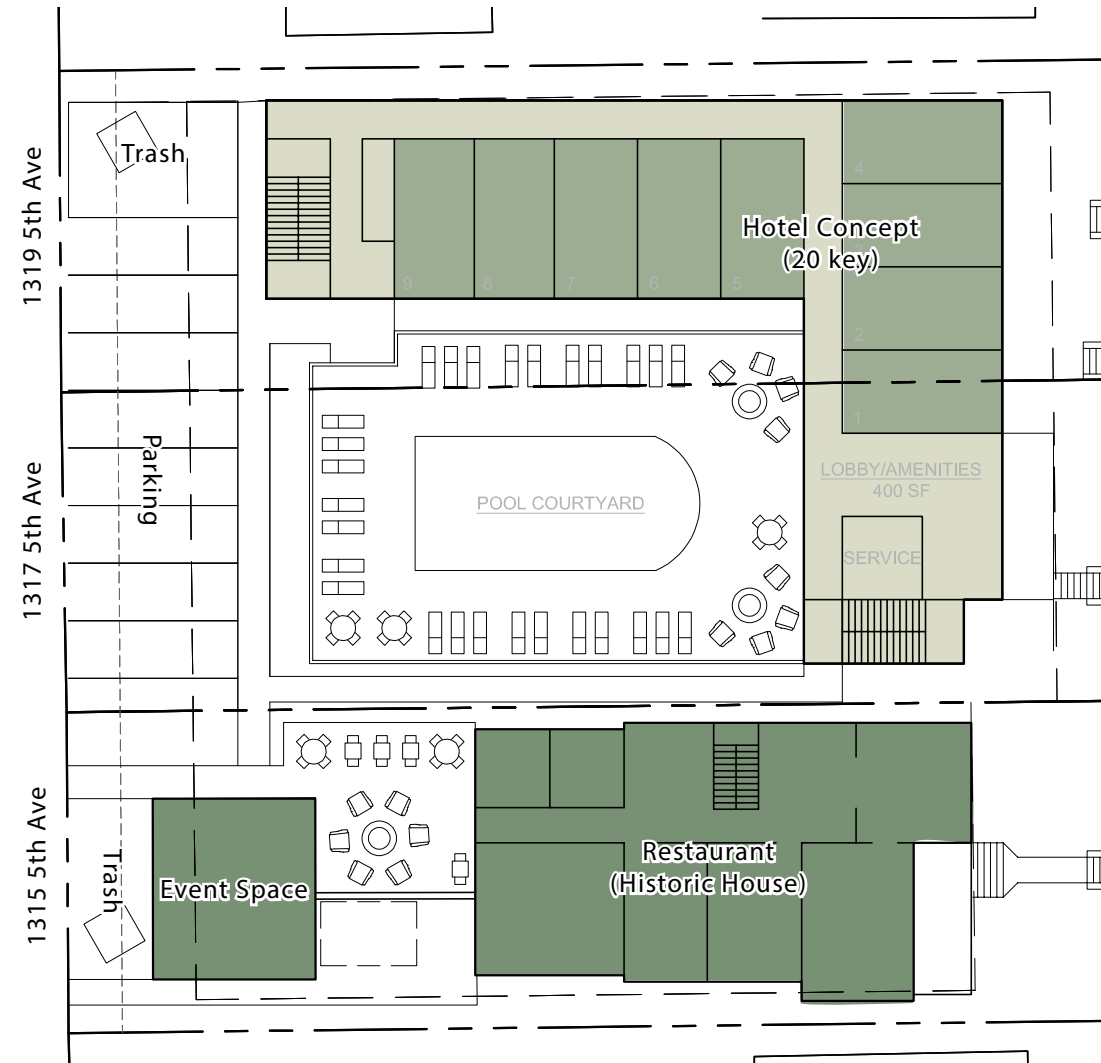 Trash
1319 5th Ave
4
Hotel Concept
(20 key)
3
9
8
7
6
5
2
1
Parking
1317 5th Ave
POOL COURTYARD
LOBBY/AMENITIES
400 SF
SERVICE
1315 5th Ave
Trash
Event Space
Restaurant
(Historic House)